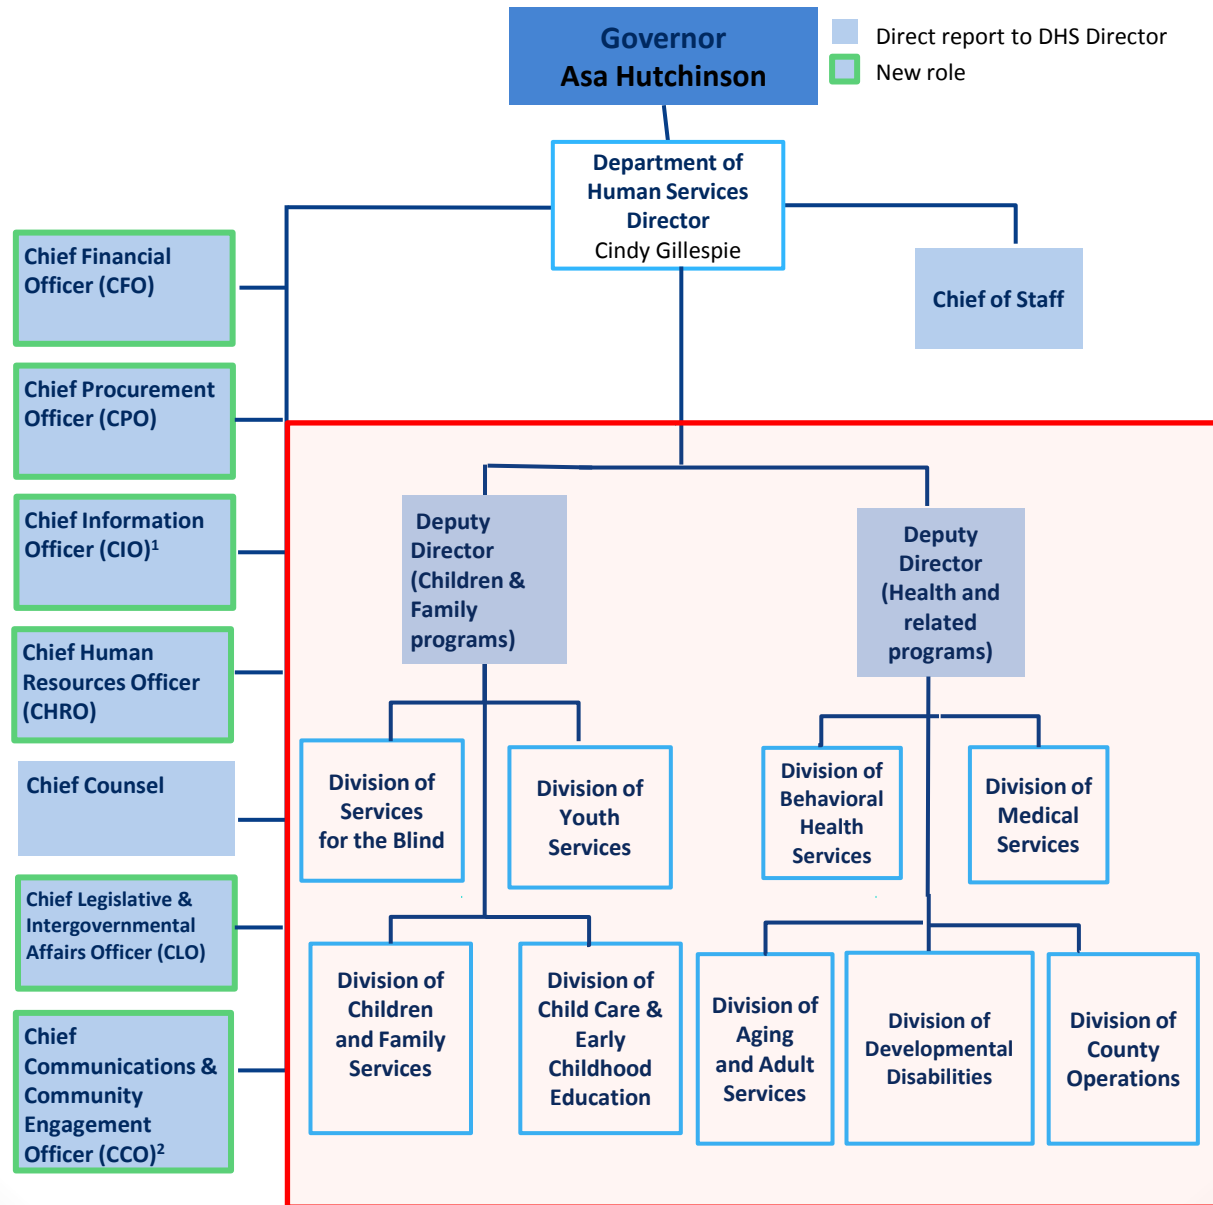 Governor
Asa Hutchinson
Direct report to DHS Director
New role
Department of
Human Services
Director
Cindy Gillespie
Chief of Staff
Chief Financial
Officer (CFO)
Chief Procurement
Officer (CPO)
Chief Information
Officer (CIO)¹
Chief Human
Resources Officer
(CHRO)
Chief Counsel
Chief Legislative &
Intergovernmental
Affairs Officer (CLO)
Chief
Communications &
Community
Engagement
Officer (CCO)²
Deputy
Director
(Children &
Family
programs)
Deputy
Director
(Health and
related
programs)
Division of
Services
for the Blind
Division of
Youth
Services
Division of
Behavioral
Health
Services
Division of
Medical
Services
Division of
Children
and Family
Services
Division of
Child Care &
Early
Childhood
Education
Division of
Aging
and Adult
Services
Division of
Developmental
Disabilities
Division of
County
Operations